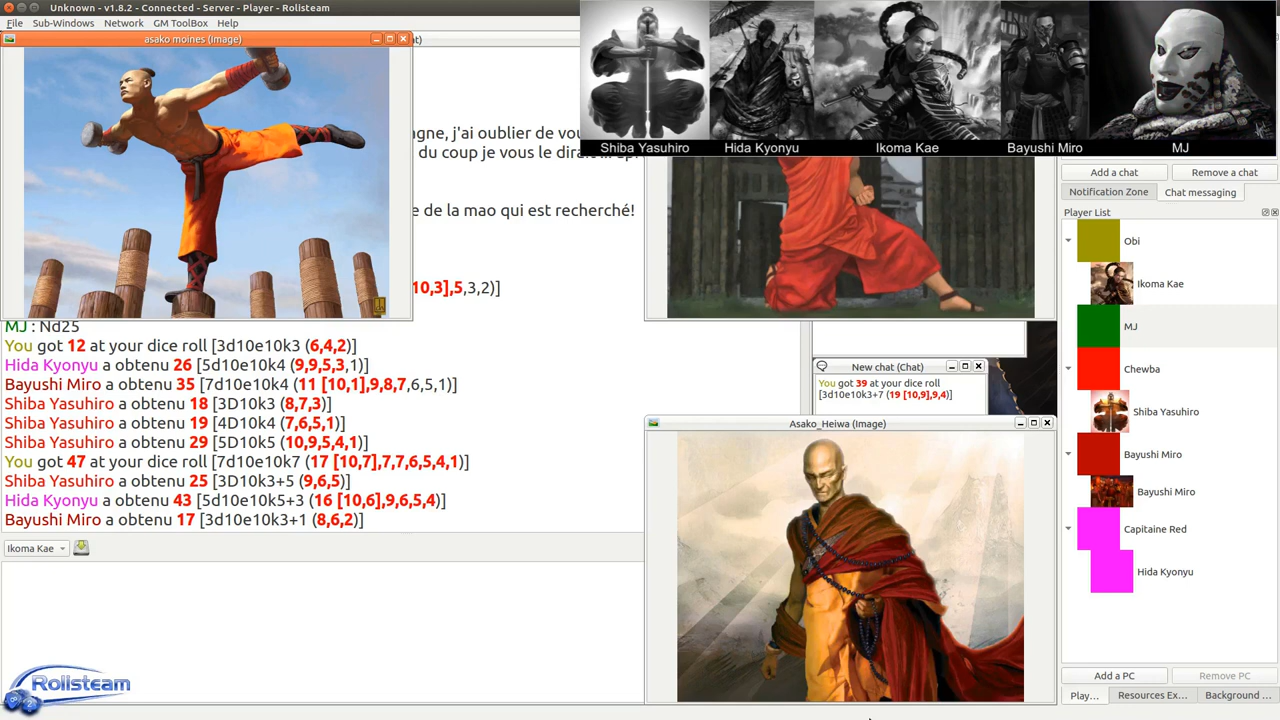 Unknown - v1.8.2 - Connected - Server - Player - Rolisteam
File Sub-Windows Network GM ToolBox Help
asako moines (Image)
Shiba Yasuhiro Hida Kyonyu Ikoma Kae Bayushi Miro MJ
agne, j'ai oublier de vou
du coup je vous le dirai
e de la mao qui est recherché!
10,3],5,3,2)]
MJ : Nd25
You got 12 at your dice roll [3d10e10k3 (6,4,2)]
Hida Kyonyu a obtenu 26 [5d10e10k4 (9,9,5,3,1)]
Bayushi Miro a obtenu 35 [7d10e10k4 (11 [10,1],9,8,7,6,5,1)]
Shiba Yasuhiro a obtenu 18 [3D10k3 (8,7,3)]
Shiba Yasuhiro a obtenu 19 [4D10k4 (7,6,5,1)]
Shiba Yasuhiro a obtenu 29 [5D10k5 (10,9,5,4,1)]
You got 47 at your dice roll [7d10e10k7 (17 [10,7],7,7,6,5,4,1)]
Shiba Yasuhiro a obtenu 25 [3D10k3+5 (9,6,5)]
Hida Kyonyu a obtenu 43 [5d10e10k5+3 (16 [10,6],9,6,5,4)]
Bayushi Miro a obtenu 17 [3d10e10k3+1 (8,6,2)]
Ikoma Kae
Rolisteam
New chat (Chat)
You got 39 at your dice roll
[3d10e10k3+7 (19 [10,9],9,4)]
Asako_Heiwa (Image)
Add a chat Remove a chat
Notification Zone Chat messaging
Player List
Obi
Ikoma Kae
MJ
Chewba
Shiba Yasuhiro
Bayushi Miro
Bayushi Miro
Capitaine Red
Hida Kyonyu
Add a PC Remove PC
Play... Resources Ex... Background ...